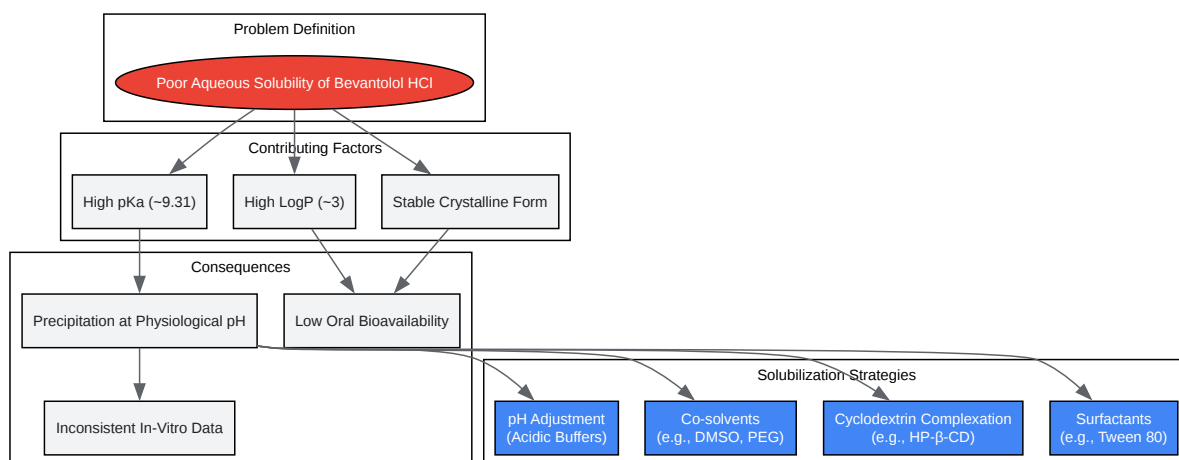 Problem Definition
Poor Aqueous Solubility of Bevantolol HCl
Contributing Factors
High pKa (~9.31)
High LogP (~3)
Stable Crystalline Form
Consequences
Precipitation at Physiological pH
Low Oral Bioavailability
Inconsistent In-Vitro Data
Solubilization Strategies
pH Adjustment
(Acidic Buffers)
Co-solvents
(e.g., DMSO, PEG)
Cyclodextrin Complexation
(e.g., HP-β-CD)
Surfactants
(e.g., Tween 80)